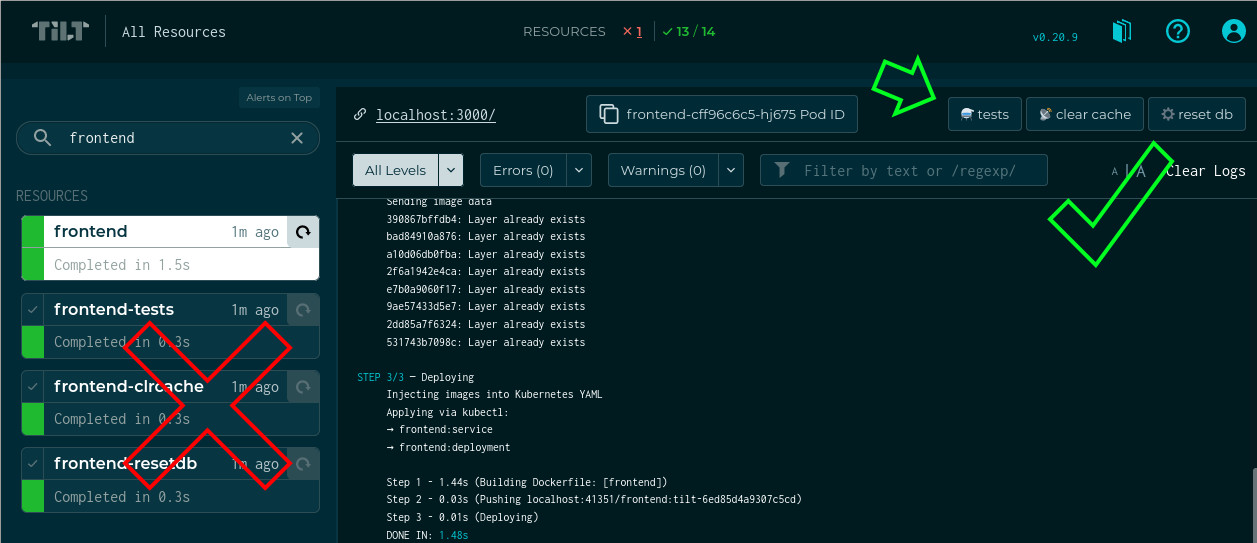 TILT All Resources RESOURCES 1 13 / 14 v0.20.9
Alerts on Top
frontend
RESOURCES
frontend 1m ago
Completed in 1.5s
frontend-tests 1m ago
Completed in 0.3s
frontend-clrcache 1m ago
Completed in 0.3s
frontend-resetdb 1m ago
Completed in 0.3s
localhost:3000/ frontend-cff96c6c5-hj675 Pod ID tests clear cache reset db
All Levels Errors (0) Warnings (0) Filter by text or /regexp/ A | A Clear Logs
Sending image data
390867bffdb4: Layer already exists
bad84910a876: Layer already exists
a10d06db0fba: Layer already exists
2f6a1942e4ca: Layer already exists
e7b0a9060f17: Layer already exists
9ae57433d5e7: Layer already exists
2dd85a7f6324: Layer already exists
531743b7098c: Layer already exists
STEP 3/3 — Deploying
Injecting images into Kubernetes YAML
Applying via kubectl:
→ frontend:service
→ frontend:deployment
Step 1 - 1.44s (Building Dockerfile: [frontend])
Step 2 - 0.03s (Pushing localhost:41351/frontend:tilt-6ed85d4a9307c5cd)
Step 3 - 0.01s (Deploying)
DONE IN: 1.48s